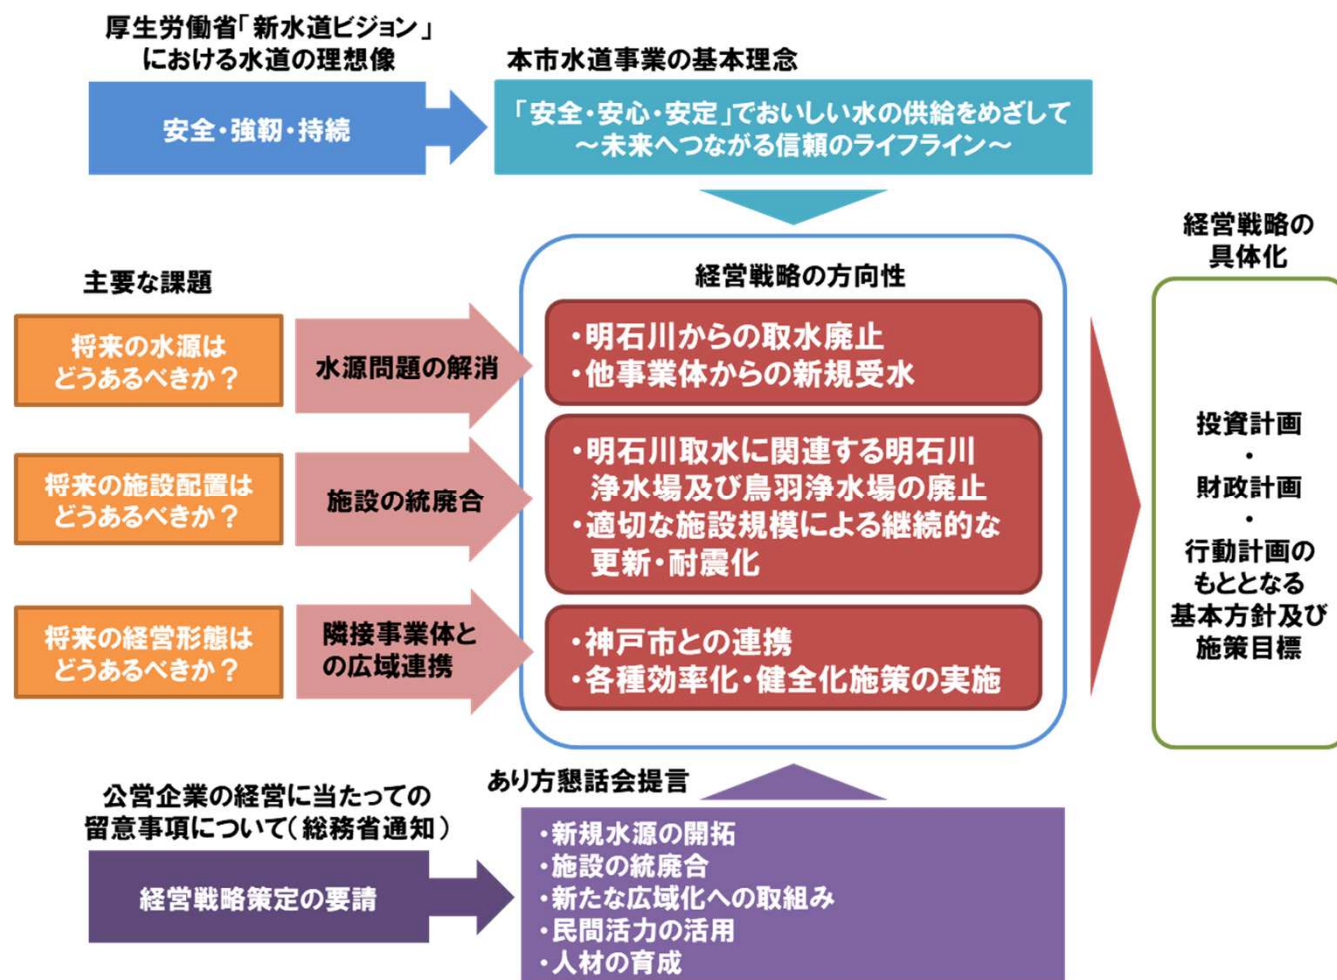 厚生労働省「新水道ビジョン」
における水道の理想像
安全・強靭・持続
本市水道事業の基本理念
「安全・安心・安定」でおいしい水の供給をめざして
～未来へつながる信頼のライフライン～
主要な課題
将来の水源は
どうあるべきか？
水源問題の解消
将来の施設配置は
どうあるべきか？
施設の統廃合
将来の経営形態は
どうあるべきか？
隣接事業体と
の広域連携
経営戦略の方向性
・明石川からの取水廃止
・他事業体からの新規受水
・明石川取水に関連する明石川
浄水場及び鳥羽浄水場の廃止
・適切な施設規模による継続的な
更新・耐震化
・神戸市との連携
・各種効率化・健全化施策の実施
経営戦略の
具体化
投資計画
・
財政計画
・
行動計画の
もととなる
基本方針及び
施策目標
公営企業の経営に当たっての
留意事項について（総務省通知）
経営戦略策定の要請
あり方懇話会提言
・新規水源の開拓
・施設の統廃合
・新たな広域化への取組み
・民間活力の活用
・人材の育成